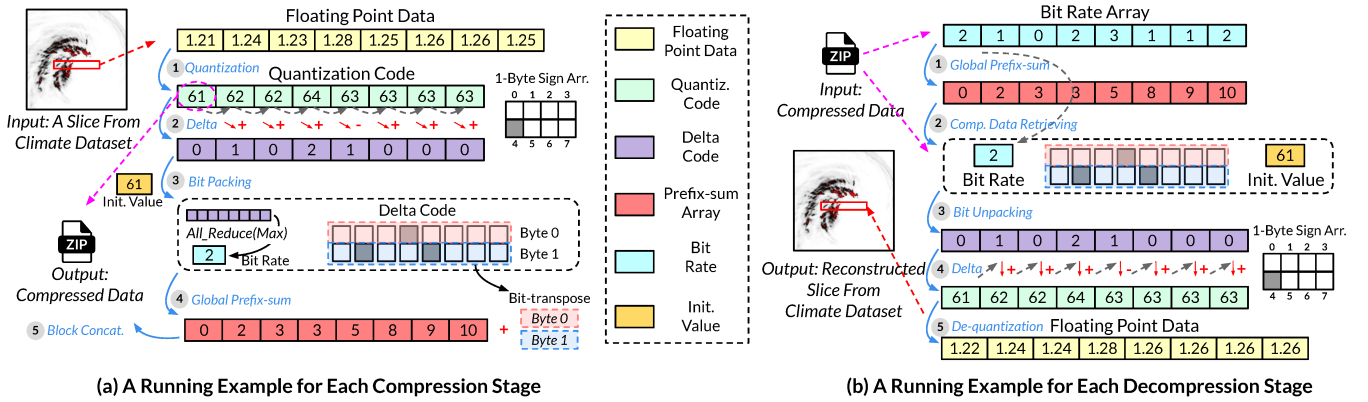 Floating Point Data
1.21 1.24 1.23 1.28 1.25 1.26 1.26 1.25
1 Quantization
Quantization Code
61 62 62 64 63 63 63 63
1-Byte Sign Arr.
0 1 2 3
4 5 6 7
Input: A Slice From
Climate Dataset
2 Delta + + + - + + +
0 1 0 2 1 0 0 0
3 Bit Packing
61
Init. Value
Delta Code
All_Reduce(Max)
2
Bit Rate
Byte 0
Byte 1
ZIP
Output:
Compressed Data
4 Global Prefix-sum
Bit-transpose
5 Block Concat.
0 2 3 3 5 8 9 10 +
Byte 0
Byte 1
(a) A Running Example for Each Compression Stage
Floating
Point Data
Quantiz.
Code
Delta
Code
Prefix-sum
Array
Bit
Rate
Init.
Value
Bit Rate Array
2 1 0 2 3 1 1 2
ZIP
Input:
Compressed Data
1 Global Prefix-sum
0 2 3 3 5 8 9 10
2 Comp. Data Retrieving
2
Bit Rate
61
Init. Value
3 Bit Unpacking
0 1 0 2 1 0 0 0
1-Byte Sign Arr.
0 1 2 3
4 5 6 7
4 Delta + + + - + + +
Output: Reconstructed
Slice From
Climate Dataset
61 62 62 64 63 63 63 63
5 De-quantization
Floating Point Data
1.22 1.24 1.24 1.28 1.26 1.26 1.26 1.26
(b) A Running Example for Each Decompression Stage